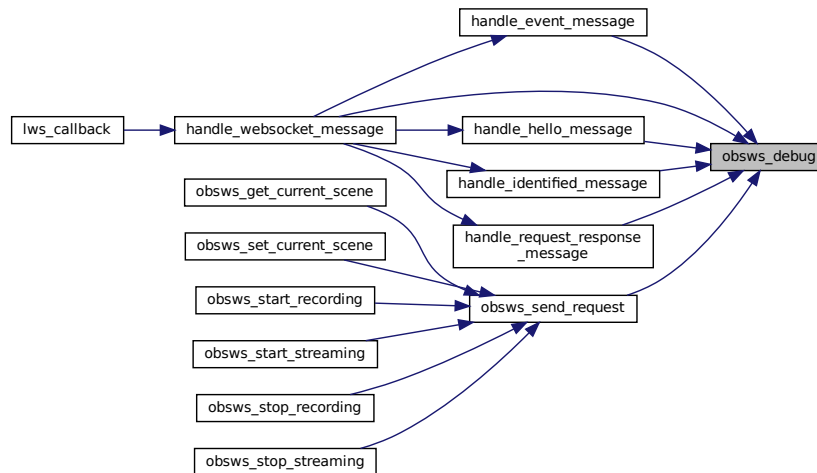 handle_event_message
lws_callback
handle_websocket_message
handle_hello_message
obsws_debug
handle_identified_message
obsws_get_current_scene
handle_request_response
_message
obsws_set_current_scene
obsws_start_recording
obsws_send_request
obsws_start_streaming
obsws_stop_recording
obsws_stop_streaming